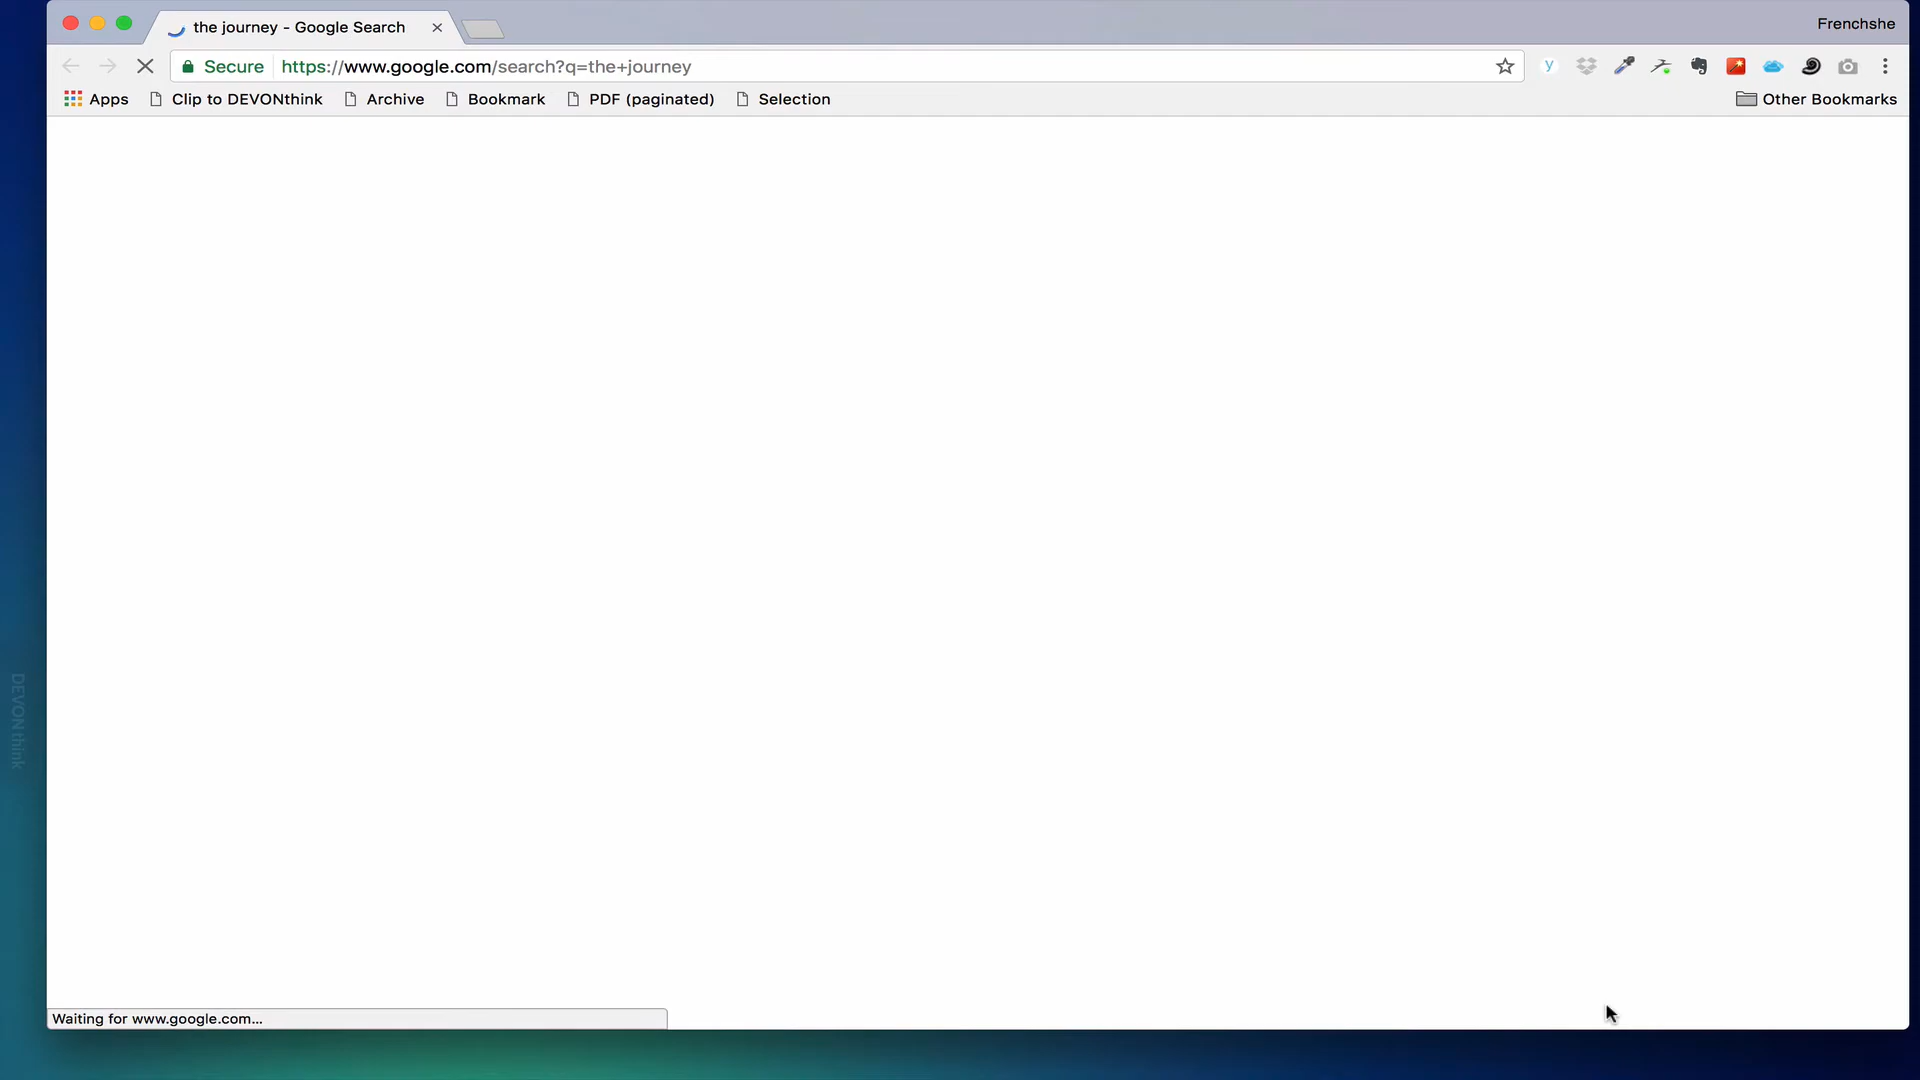 the journey - Google Search
Frenchshe
Secure https://www.google.com/search?q=the+journey
y
Apps Clip to DEVONthink Archive Bookmark PDF (paginated) Selection Other Bookmarks
DEVONthink
Waiting for www.google.com...